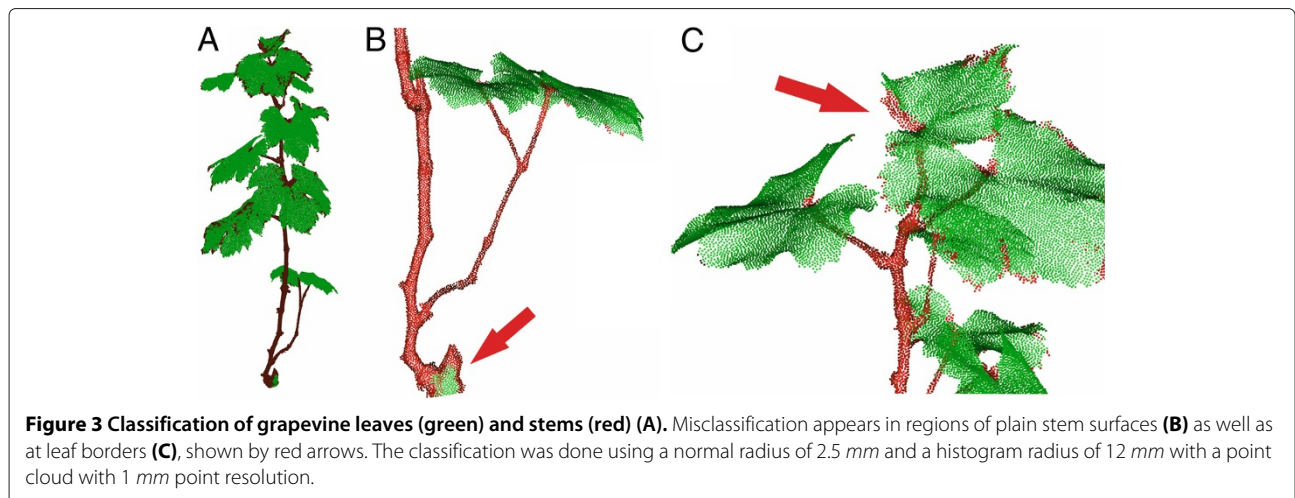 A B C
Figure 3 Classification of grapevine leaves (green) and stems (red) (A). Misclassification appears in regions of plain stem surfaces (B) as well as
at leaf borders (C), shown by red arrows. The classification was done using a normal radius of 2.5 mm and a histogram radius of 12 mm with a point
cloud with 1 mm point resolution.